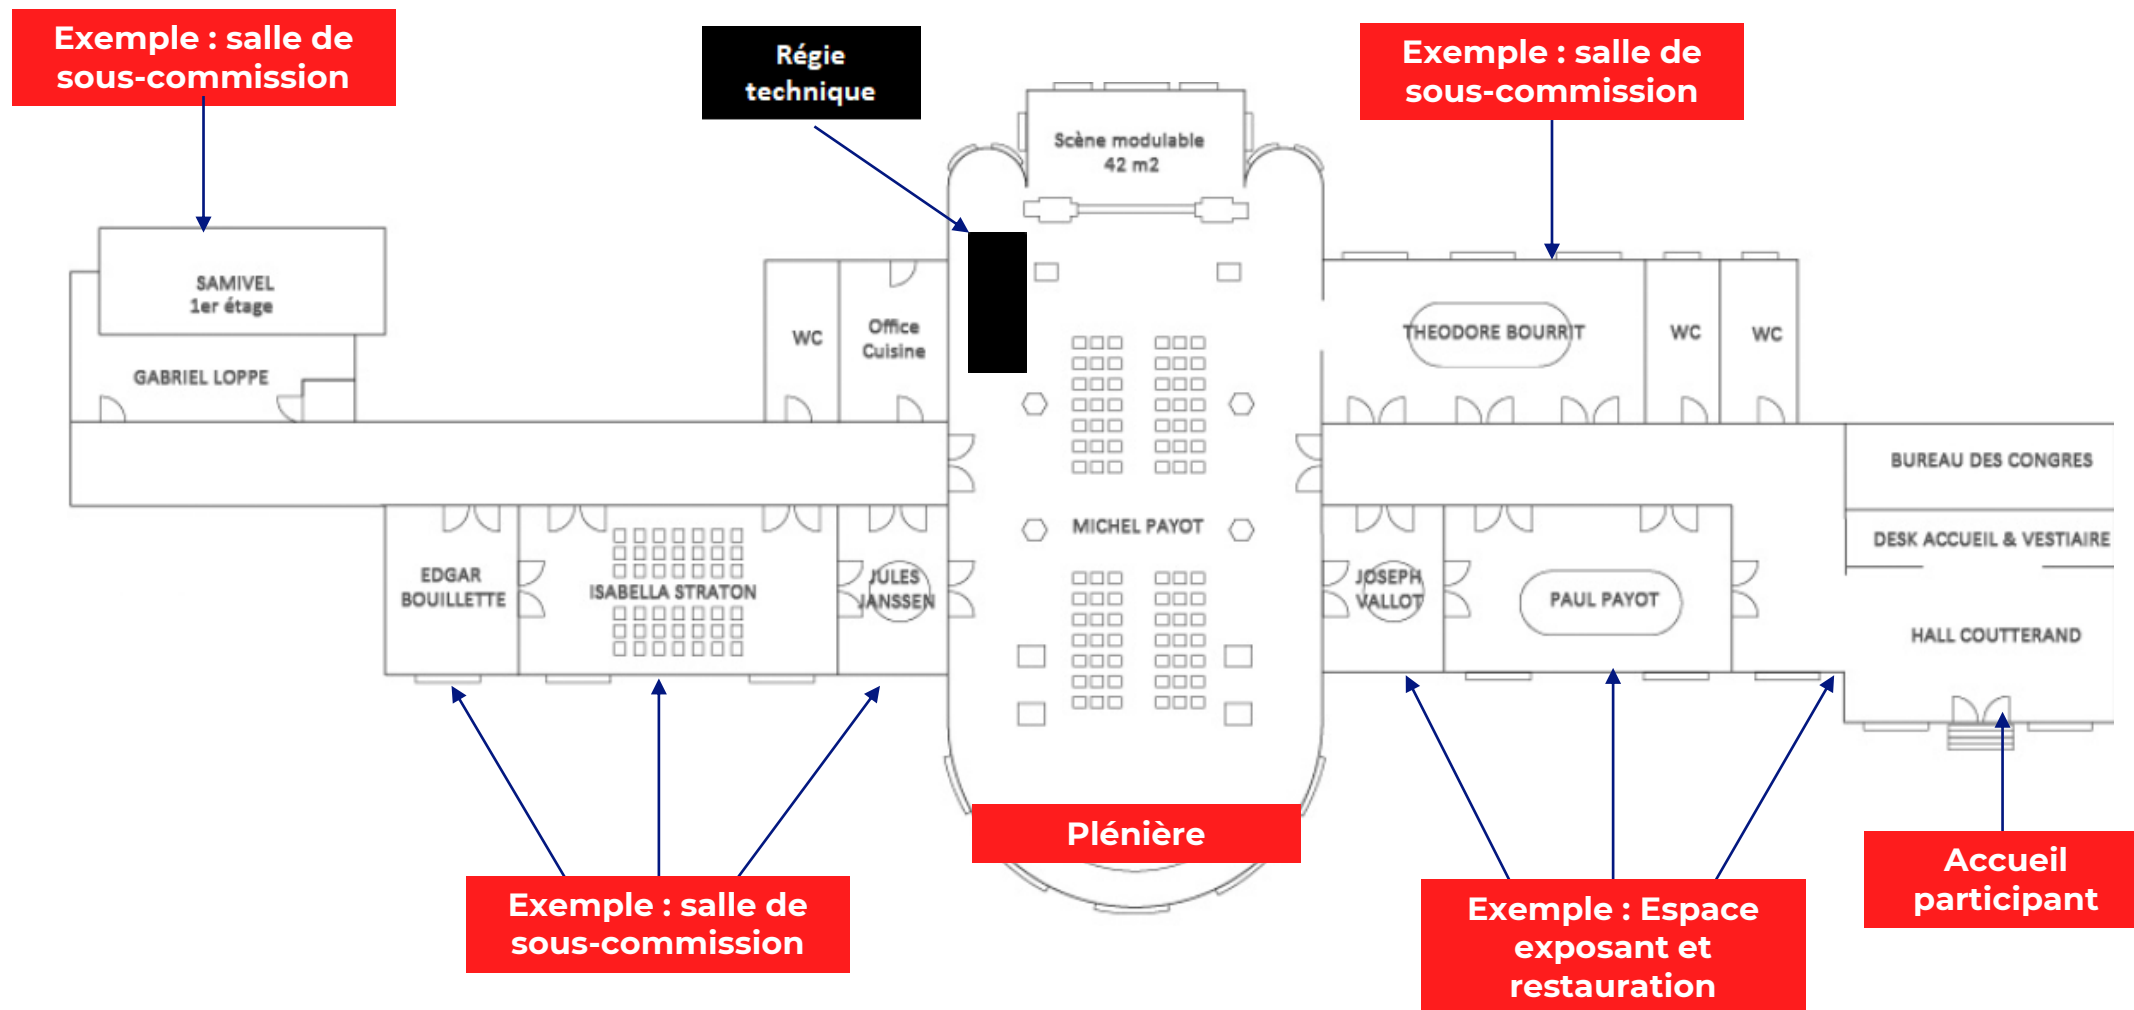 Exemple : salle de
sous-commission
Régie
technique
Exemple : salle de
sous-commission
Scène modulable
42 m2
SAMIVEL
1er étage
GABRIEL LOPPE
WC
Office
Cuisine
THEODORE BOURRIT
WC
WC
BUREAU DES CONGRES
MICHEL PAYOT
DESK ACCUEIL & VESTIAIRE
EDGAR
BOUILLETTE
ISABELLA STRATON
JULES
JANSSEN
JOSEPH
VALLOT
PAUL PAYOT
HALL COUTTERAND
Plénière
Exemple : salle de
sous-commission
Exemple : Espace
exposant et
restauration
Accueil
participant